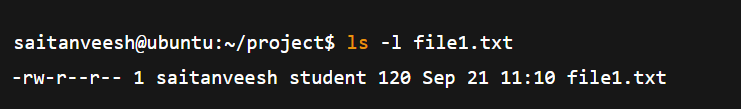 saitanveesh@ubuntu:~/project$ ls -l file1.txt
-rw-r--r-- 1 saitanveesh student 120 Sep 21 11:10 file1.txt